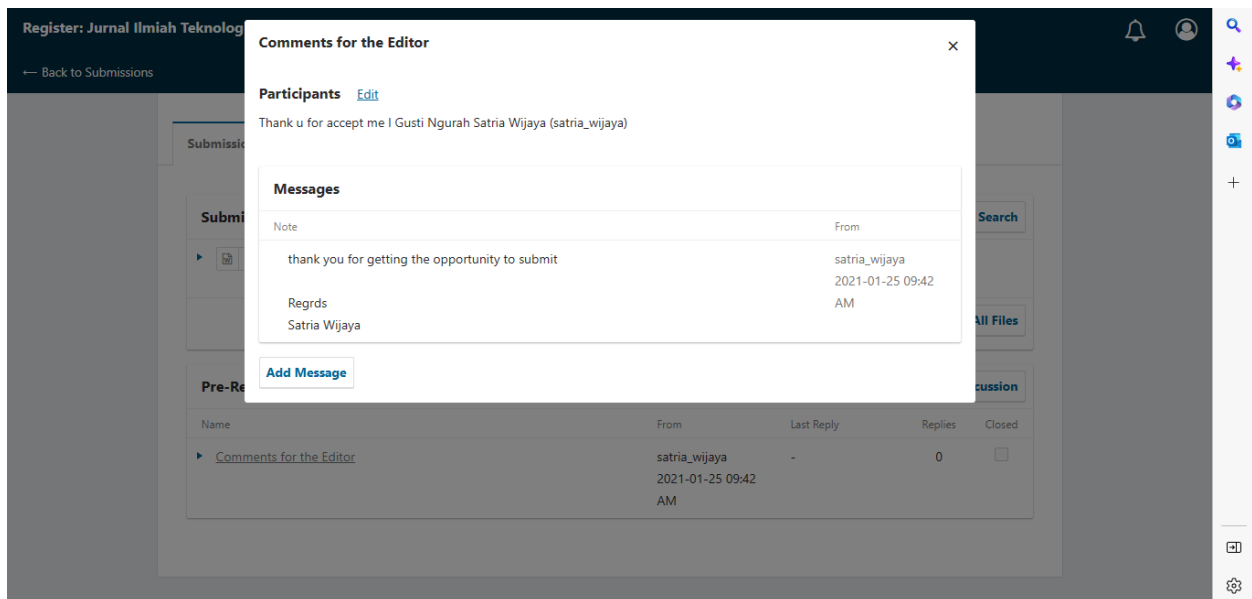 Register: Jurnal Ilmiah Teknolog
← Back to Submissions
Comments for the Editor
×
Participants Edit
Thank u for accept me I Gusti Ngurah Satria Wijaya (satria_wijaya)
Messages
Note From
thank you for getting the opportunity to submit
satria_wijaya
2021-01-25 09:42
AM
Regrds
Satria Wijaya
Add Message
Submissi
Submi
Search
All Files
Pre-Re
cussion
Name From Last Reply Replies Closed
Comments for the Editor satria_wijaya - 0
2021-01-25 09:42
AM